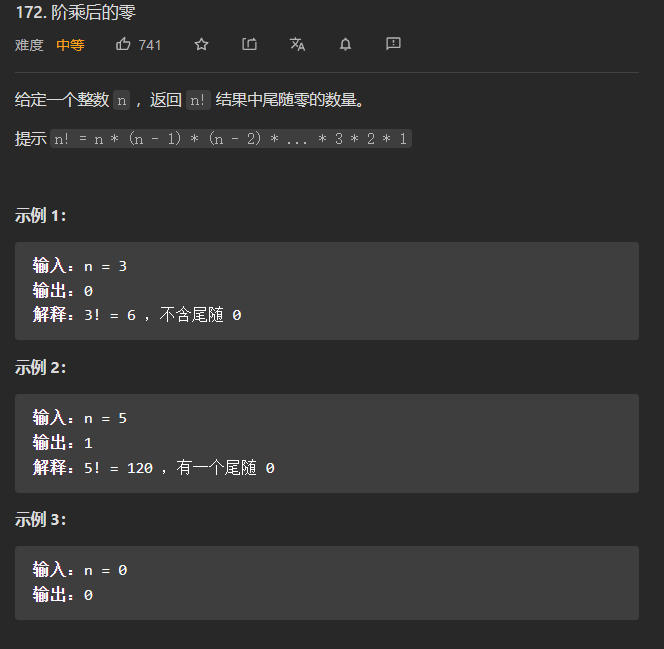 172. 阶乘后的零
难度 中等 741
给定一个整数 n ，返回 n! 结果中尾随零的数量。
提示 n! = n * (n - 1) * (n - 2) * ... * 3 * 2 * 1
示例 1：
输入：n = 3
输出：0
解释：3! = 6 ，不含尾随 0
示例 2：
输入：n = 5
输出：1
解释：5! = 120 ，有一个尾随 0
示例 3：
输入：n = 0
输出：0